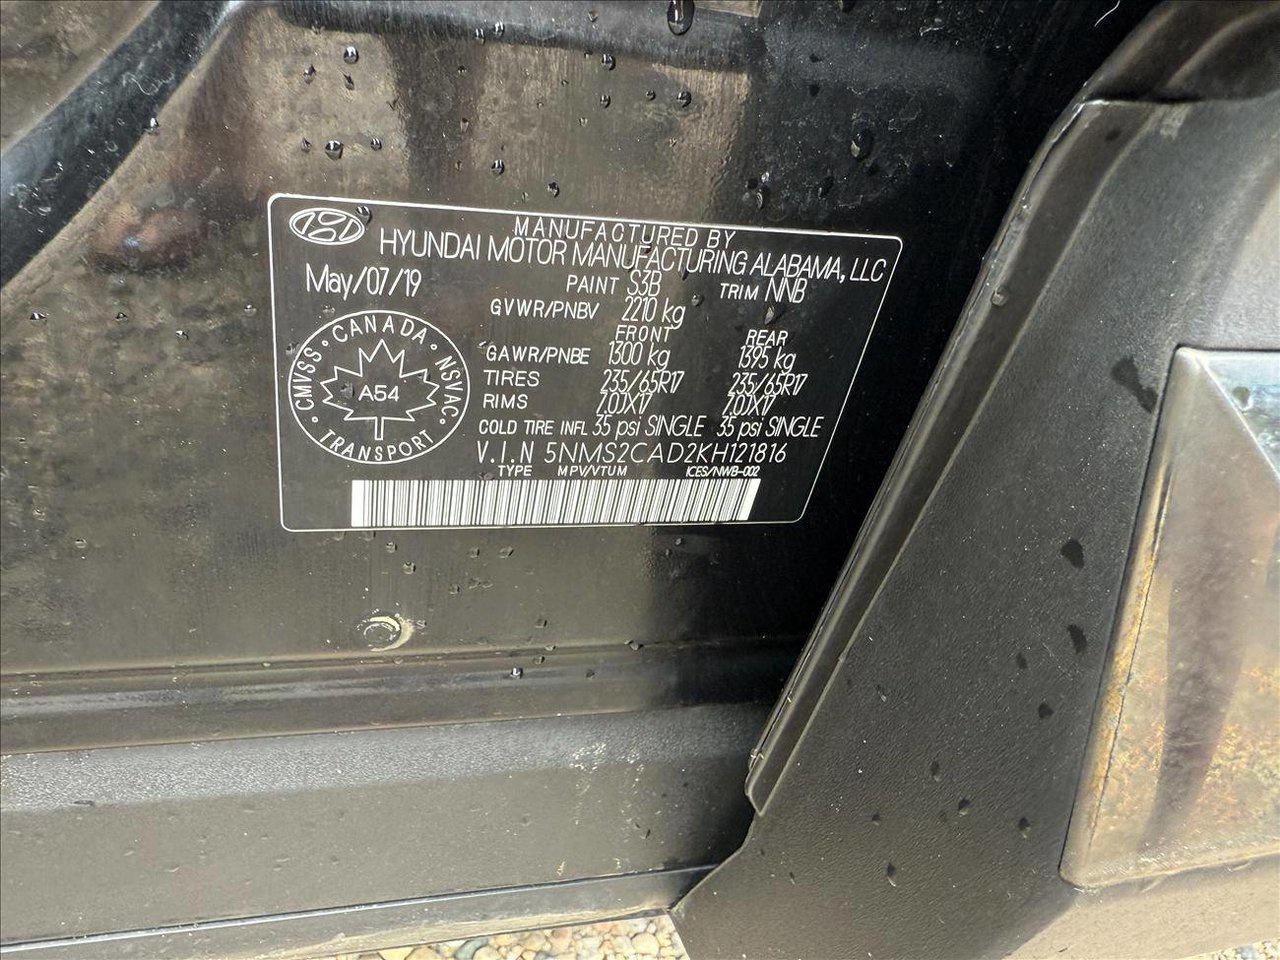 MANUFACTURED BY
HYUNDAI MOTOR MANUFACTURING ALABAMA, LLC
May/07/19
PAINT S3B TRIM NNB
GVWR/PNBV 2210 kg
FRONT REAR
GAWR/PNBE 1300 kg 1395 kg
TIRES 235/65R17 235/65R17
RIMS 7.0JX17 7.0JX17
COLD TIRE INFL 35 psi SINGLE 35 psi SINGLE
V.I.N 5NMS2CAD2KH121816
TYPE MPV/VTUM ICES/NWB-002
CMVSS • CANADA • NSVAC • TRANSPORT •
A54